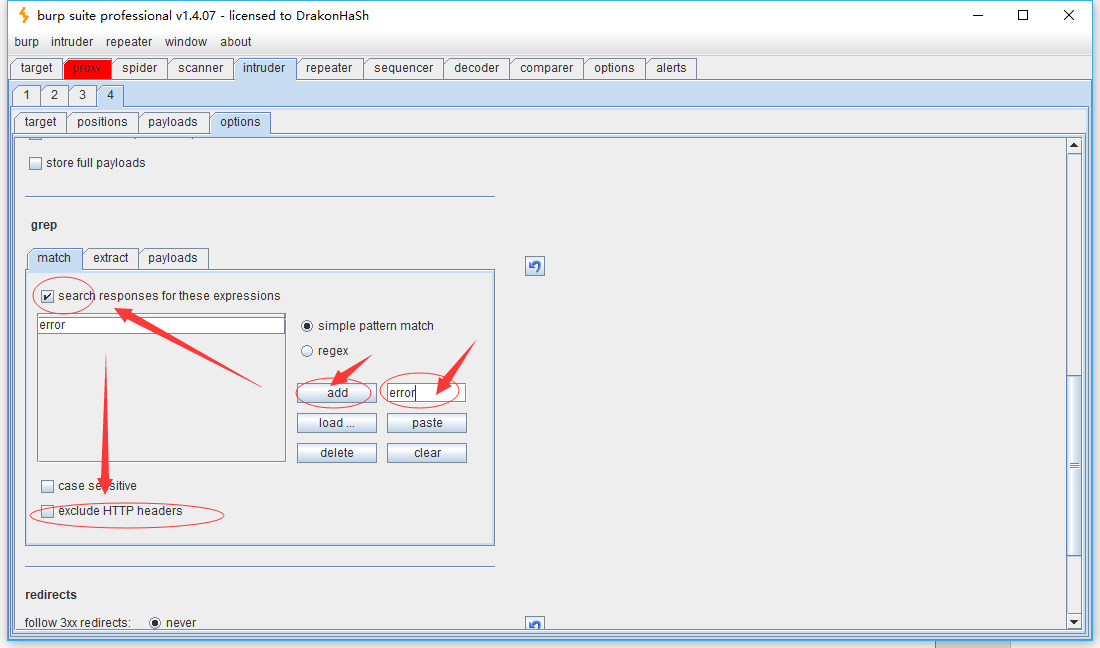 burp suite professional v1.4.07 - licensed to DrakonHaSh
burp intruder repeater window about
target proxy spider scanner intruder repeater sequencer decoder comparer options alerts
1 2 3 4
target positions payloads options
store full payloads
grep
match extract payloads
search responses for these expressions
error
simple pattern match
regex
add error
load ... paste
delete clear
case sensitive
exclude HTTP headers
redirects
follow 3xx redirects: never